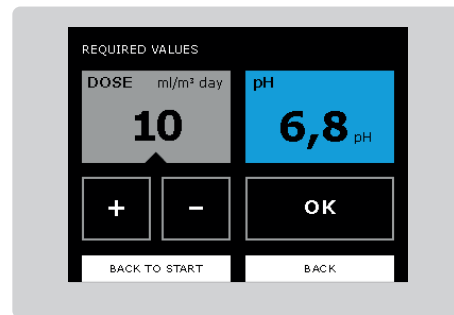 REQUIRED VALUES
DOSE ml/m³ day
pH
10
6,8 pH
+ - OK
BACK TO START BACK